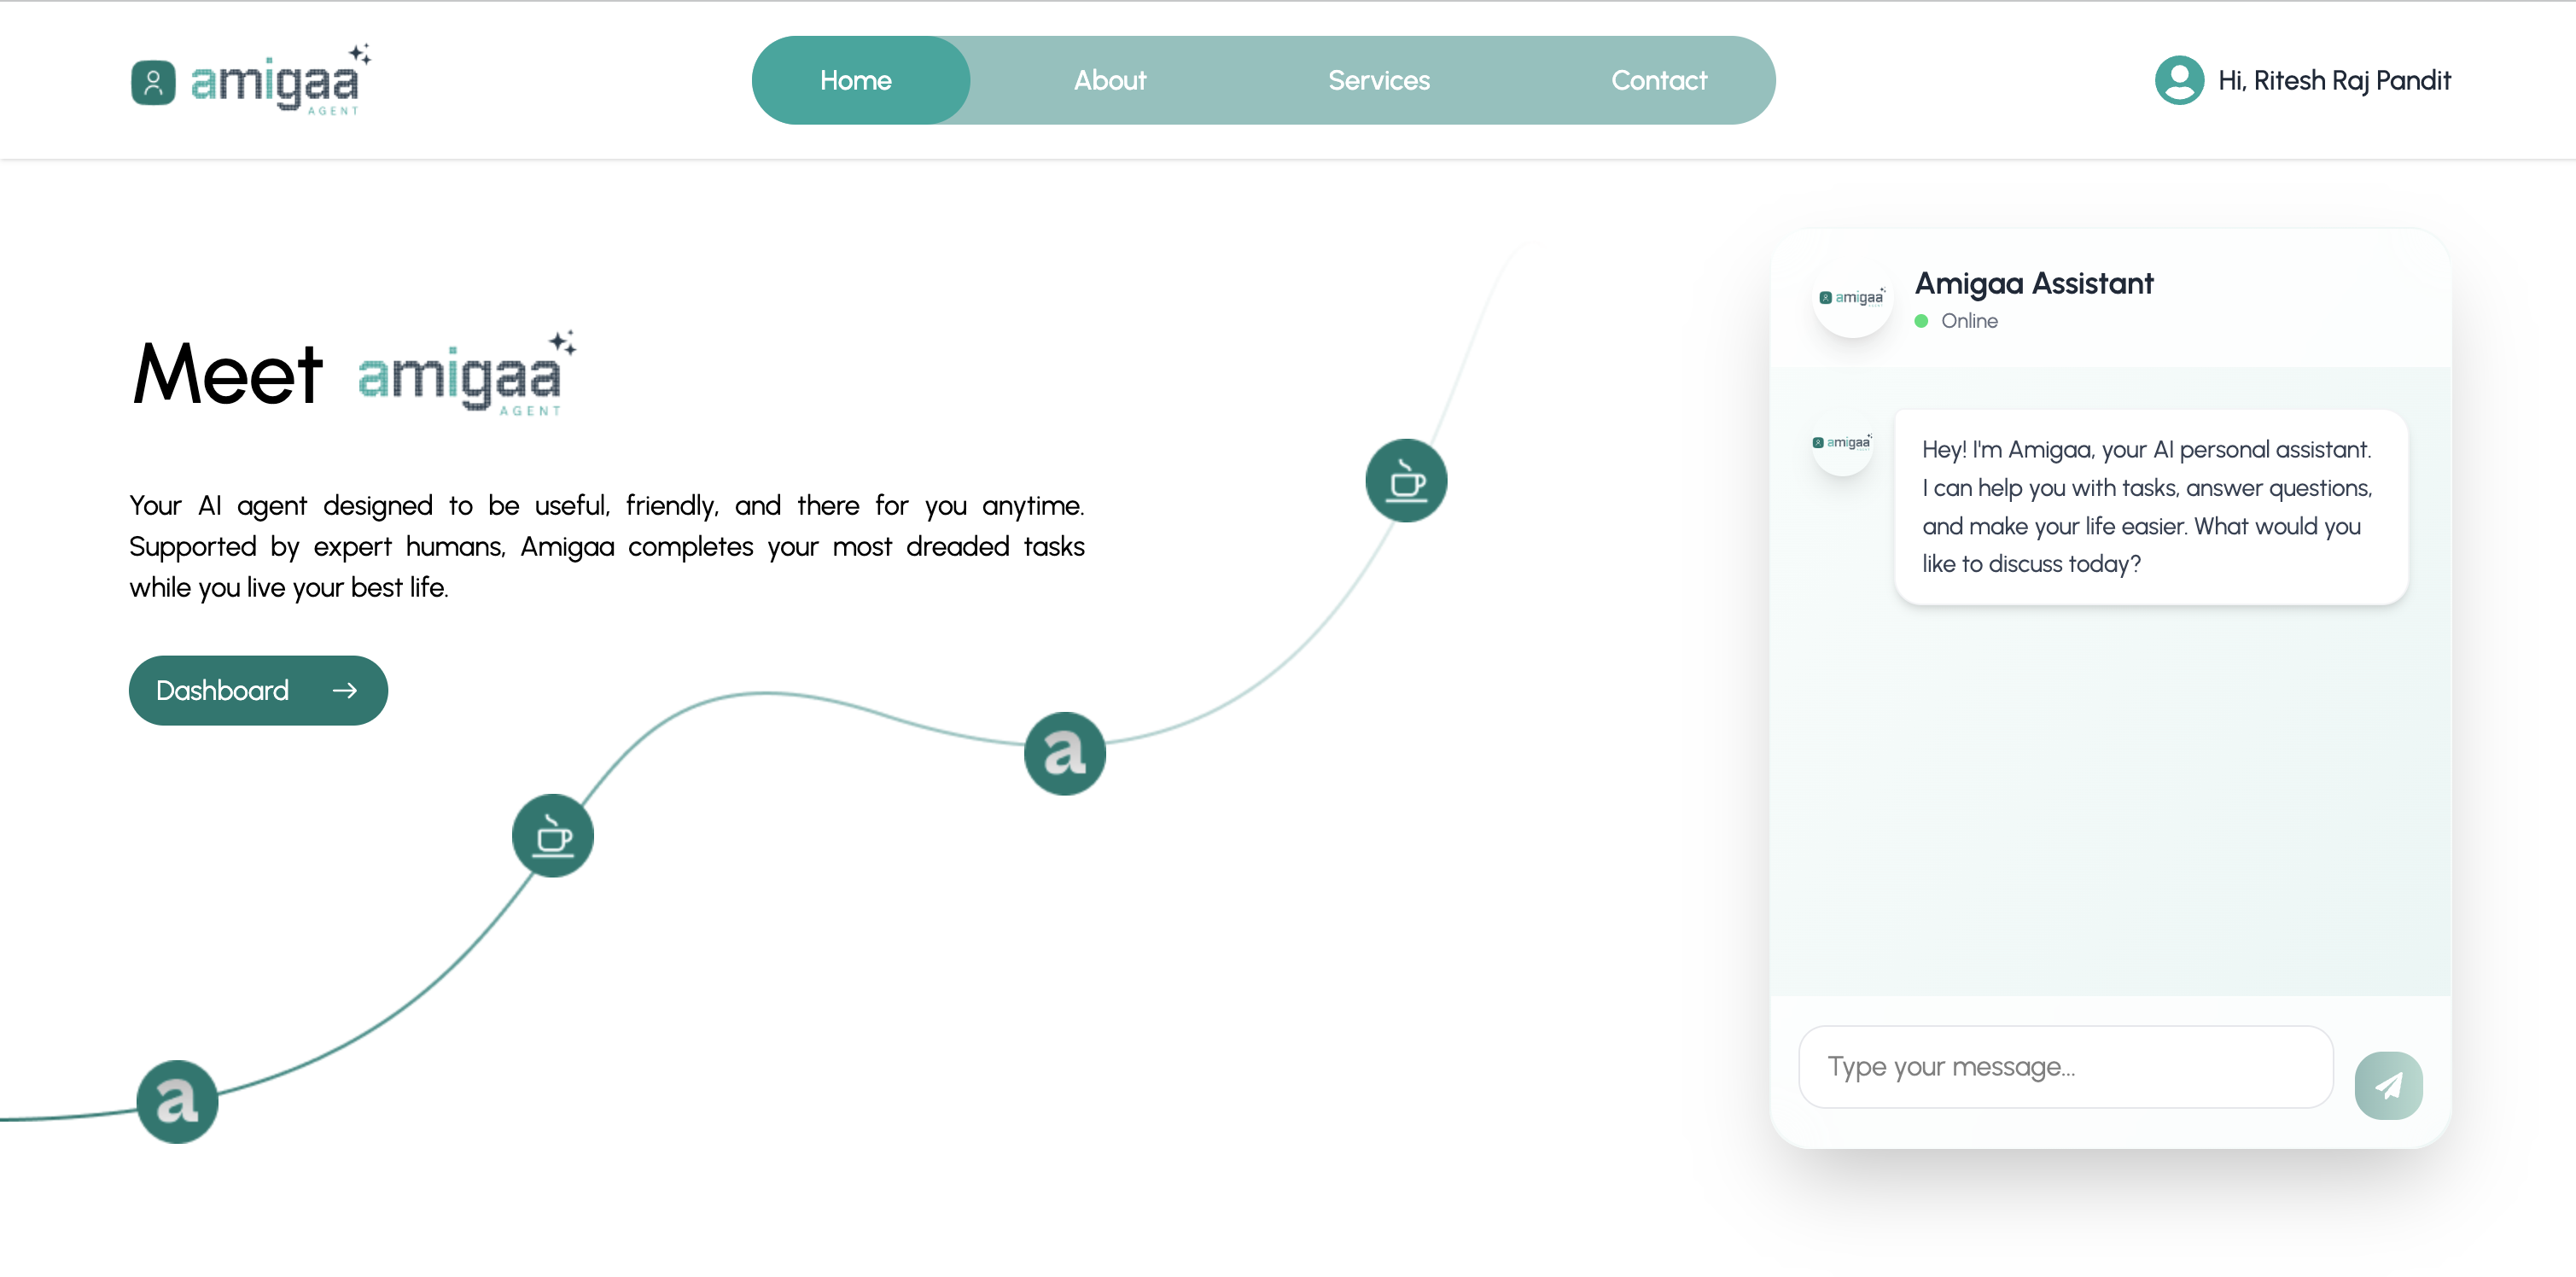 amigaa
AGENT
Home
About
Services
Contact
Hi, Ritesh Raj Pandit
Meet amigaa
AGENT
Your AI agent designed to be useful, friendly, and there for you anytime.
Supported by expert humans, Amigaa completes your most dreaded tasks
while you live your best life.
Dashboard
a
a
amigaa
Amigaa Assistant
Online
amigaa
Hey! I'm Amigaa, your AI personal assistant.
I can help you with tasks, answer questions,
and make your life easier. What would you
like to discuss today?
Type your message...